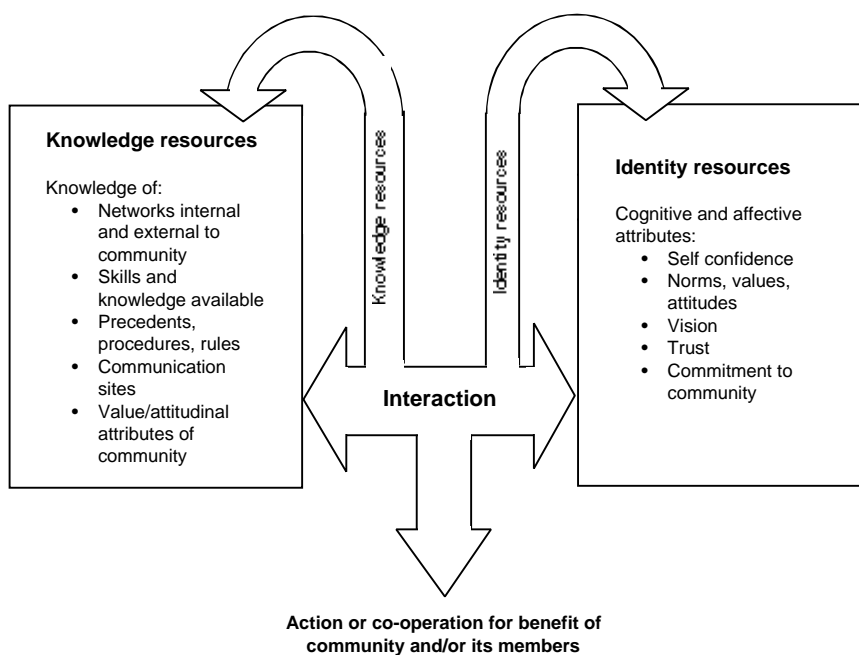 Knowledge resources
Knowledge of:
• Networks internal
and external to
community
• Skills and
knowledge available
• Precedents,
procedures, rules
• Communication
sites
• Value/attitudinal
attributes of
community
Knowledge resources
Identity resources
Interaction
Identity resources
Cognitive and affective
attributes:
• Self confidence
• Norms, values,
attitudes
• Vision
• Trust
• Commitment to
community
Action or co-operation for benefit of
community and/or its members